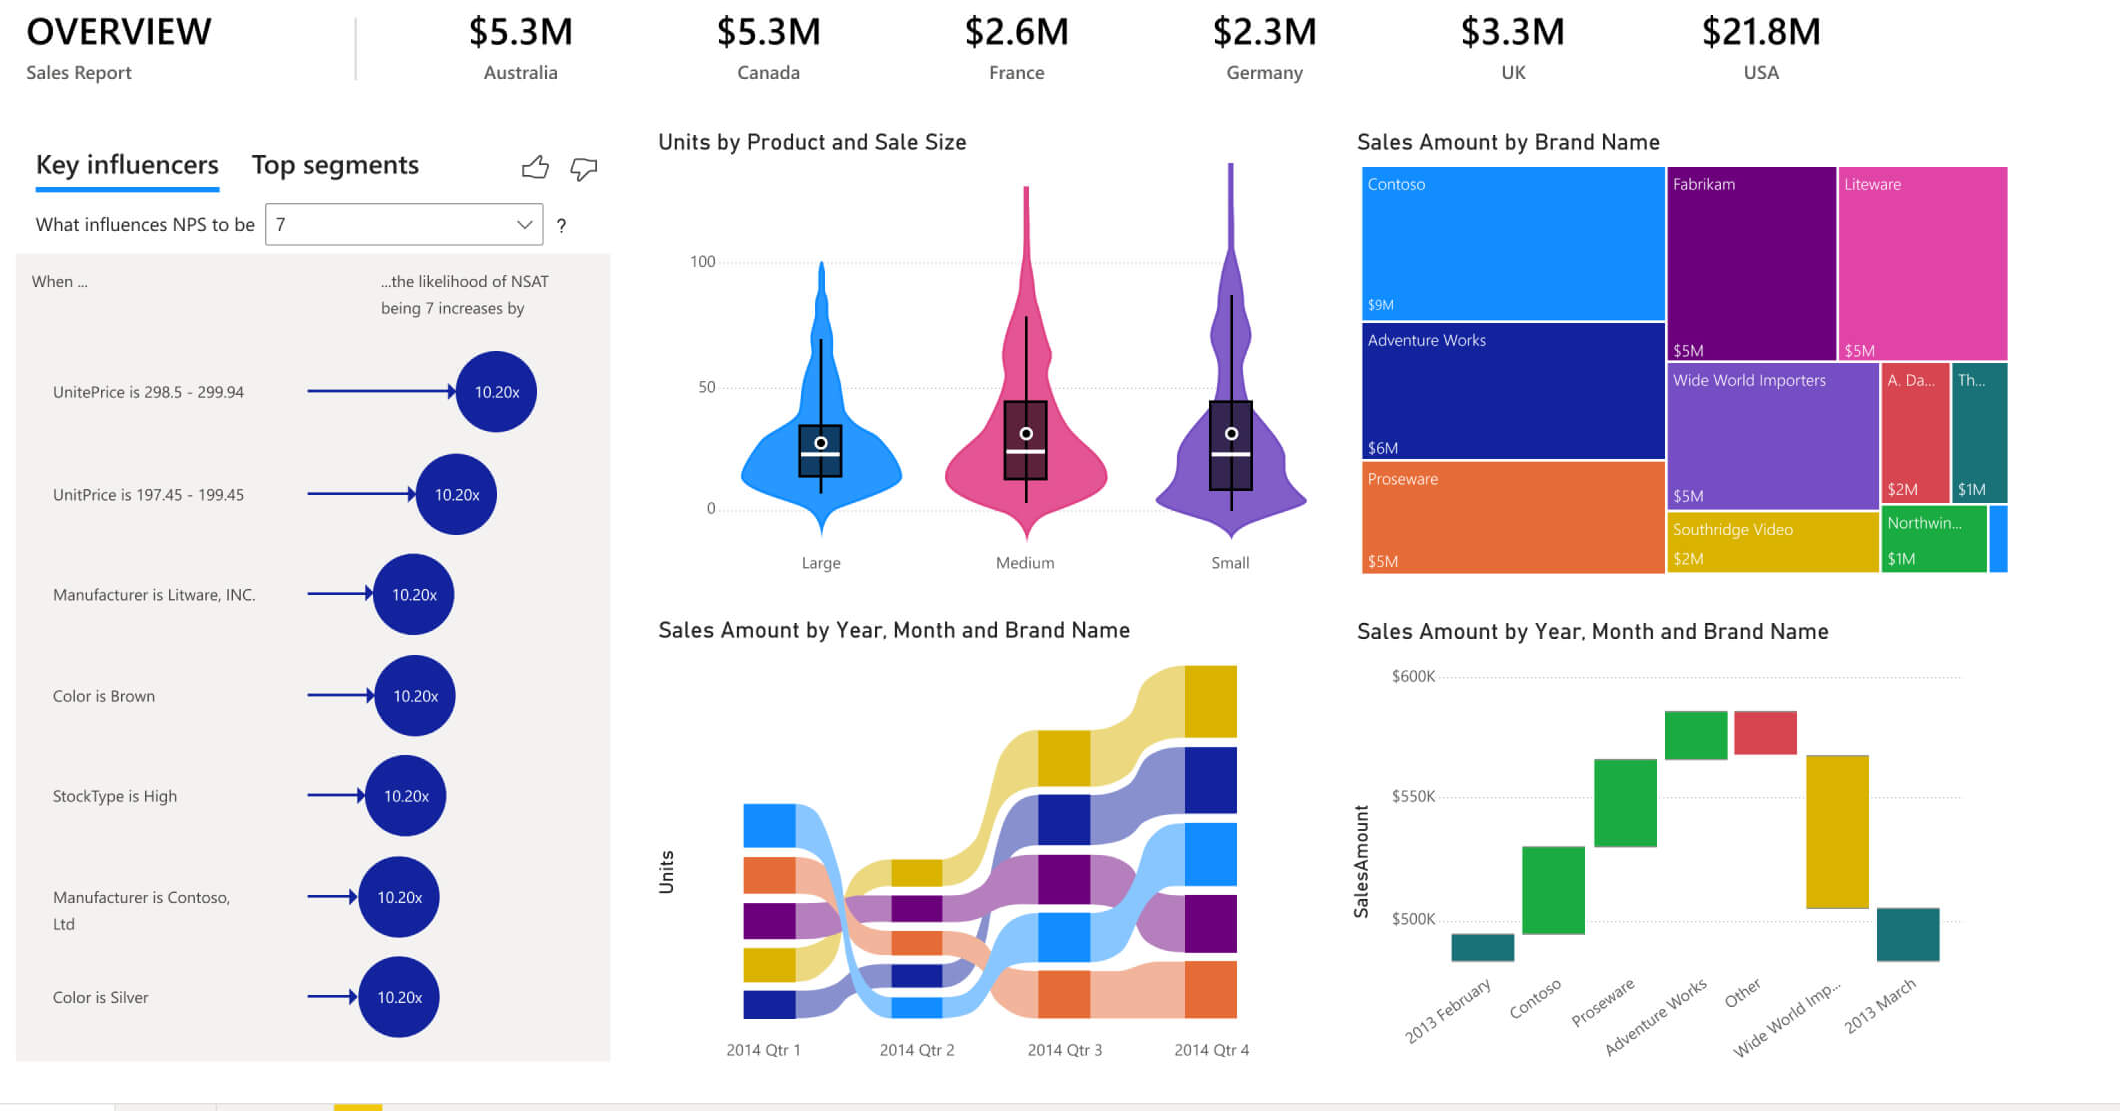 OVERVIEW
Sales Report
$5.3M
Australia
$5.3M
Canada
$2.6M
France
$2.3M
Germany
$3.3M
UK
$21.8M
USA
Key influencers
Top segments
What influences NPS to be
7
?
When ...
...the likelihood of NSAT
being 7 increases by
UnitePrice is 298.5 - 299.94
10.20x
UnitPrice is 197.45 - 199.45
10.20x
Manufacturer is Litware, INC.
10.20x
Color is Brown
10.20x
StockType is High
10.20x
Manufacturer is Contoso,
Ltd
10.20x
Color is Silver
10.20x
Units by Product and Sale Size
100
50
0
Large
Medium
Small
Sales Amount by Brand Name
Contoso
$9M
Adventure Works
$6M
Proseware
$5M
Fabrikam
$5M
Liteware
$5M
Wide World Importers
$5M
Southridge Video
$2M
A. Da...
$2M
Th...
$1M
Northwin...
$1M
Sales Amount by Year, Month and Brand Name
Units
2014 Qtr 1
2014 Qtr 2
2014 Qtr 3
2014 Qtr 4
Sales Amount by Year, Month and Brand Name
SalesAmount
$600K
$550K
$500K
2013 February
Contoso
Proseware
Adventure Works
Other
Wide World Imp...
2013 March